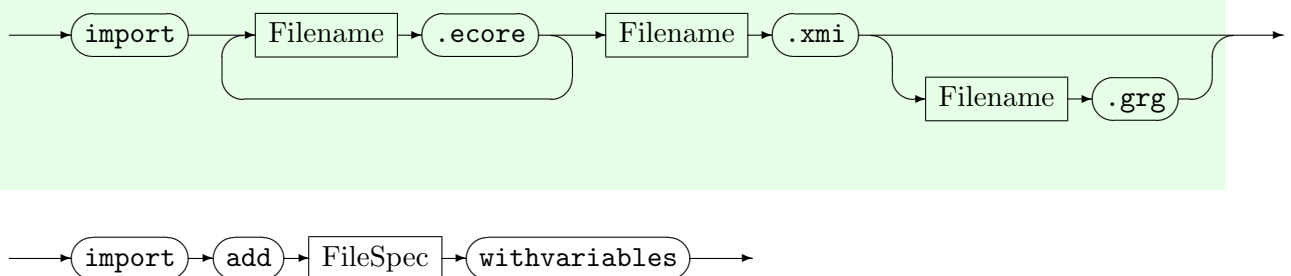 import Filename .ecore Filename .xmi
Filename .grg
import add FileSpec withvariables